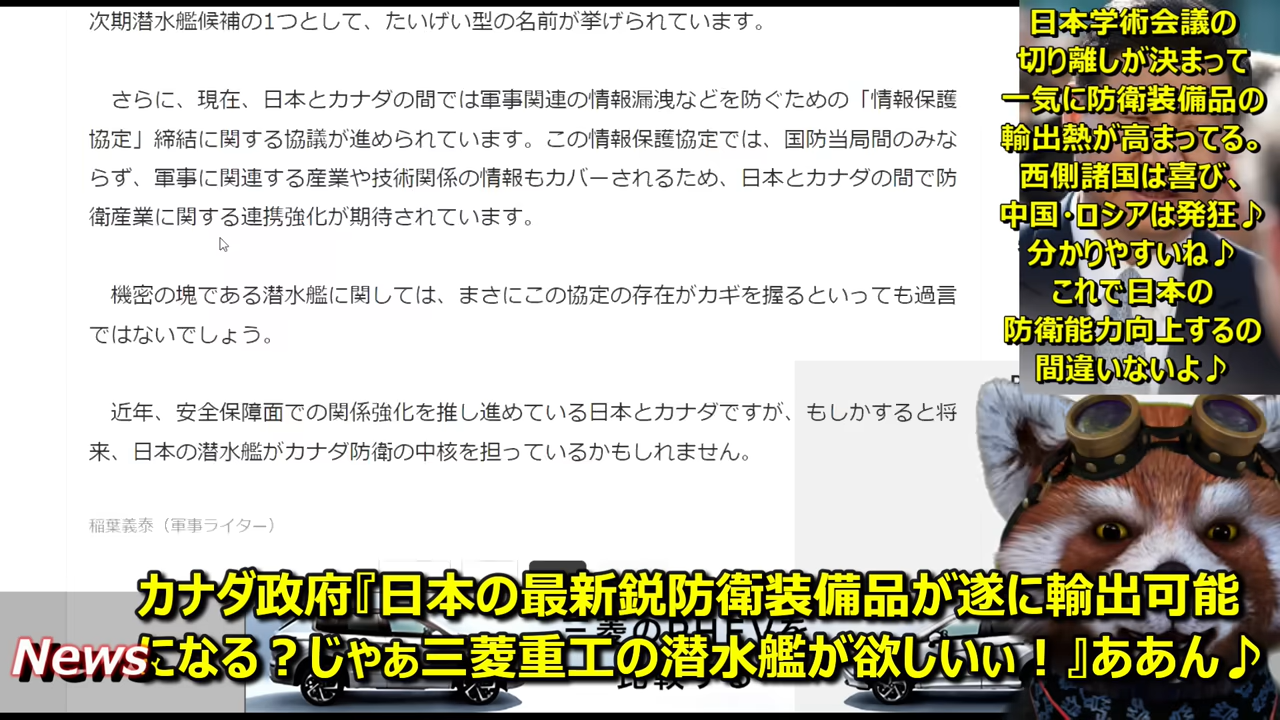 次期潜水艦候補の1つとして、たいげい型の名前が挙げられています。
さらに、現在、日本とカナダの間では軍事関連の情報漏洩などを防ぐための「情報保護
協定」締結に関する協議が進められています。この情報保護協定では、国防当局間のみな
らず、軍事に関連する産業や技術関係の情報もカバーされるため、日本とカナダの間で防
衛産業に関する連携強化が期待されています。
機密の塊である潜水艦に関しては、まさにこの協定の存在がカギを握るといっても過言
ではないでしょう。
近年、安全保障面での関係強化を推し進めている日本とカナダですが、もしかすると将
来、日本の潜水艦がカナダ防衛の中核を担っているかもしれません。
稲葉義泰（軍事ライター）
日本学術会議の
切り離しが決まって
一気に防衛装備品の
輸出熱が高まってる。
西側諸国は喜び、
中国・ロシアは発狂♪
分かりやすいね♪
これで日本の
防衛能力向上するの
間違いないよ♪
カナダ政府『日本の最新鋭防衛装備品が遂に輸出可能
になる？じゃぁ三菱重工の潜水艦が欲しいぃ！』ああん♪
News